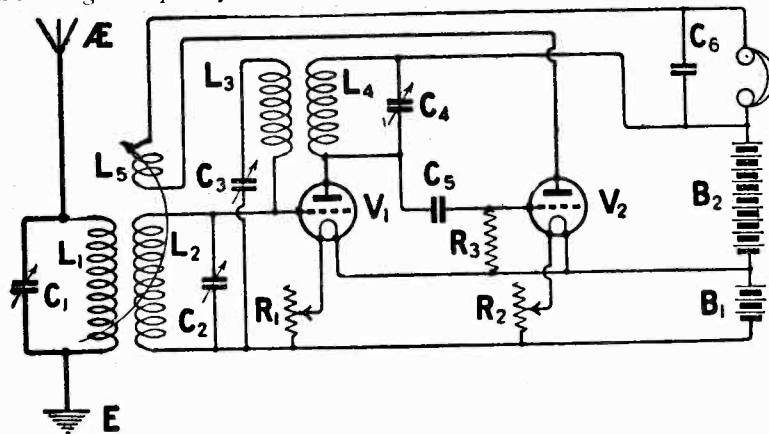 Æ
C₆
L₃
L₄
C₄
L₅
C₃
C₅
V₁
V₂
B₂
L₁
L₂
R₃
C₁
C₂
R₁
R₂
B₁
E